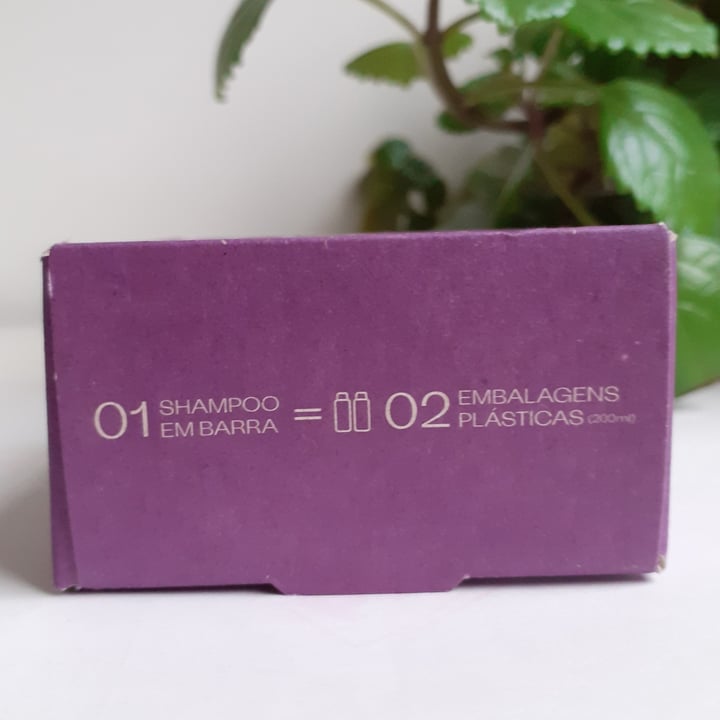 01 SHAMPOO EM BARRA = 02 EMBALAGENS PLÁSTICAS (200ml)